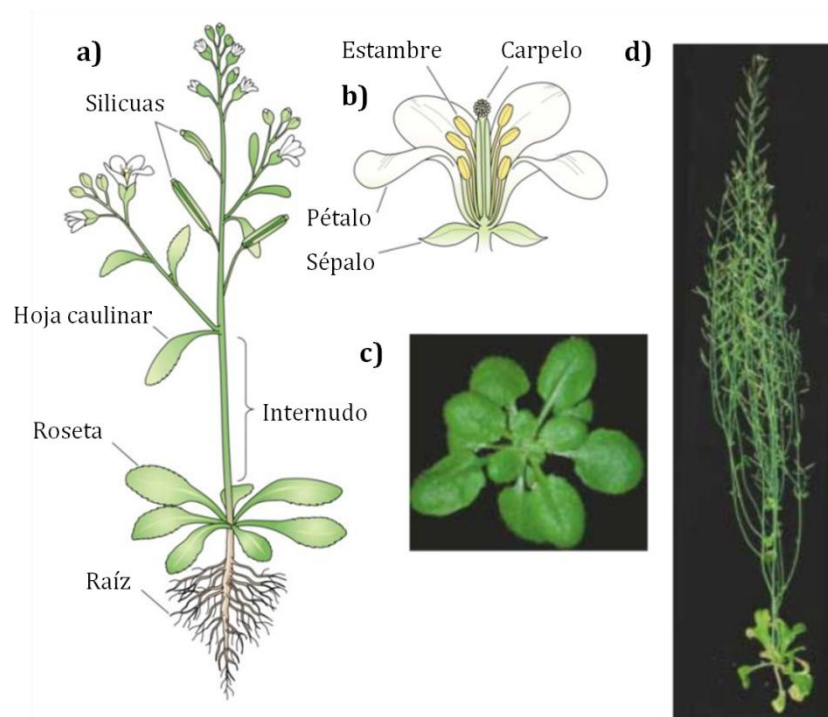 a)
Silicuas
Hoja caulinar
Internudo
Roseta
Raíz
b)
Estambre
Carpelo
Pétalo
Sépalo
c)
d)